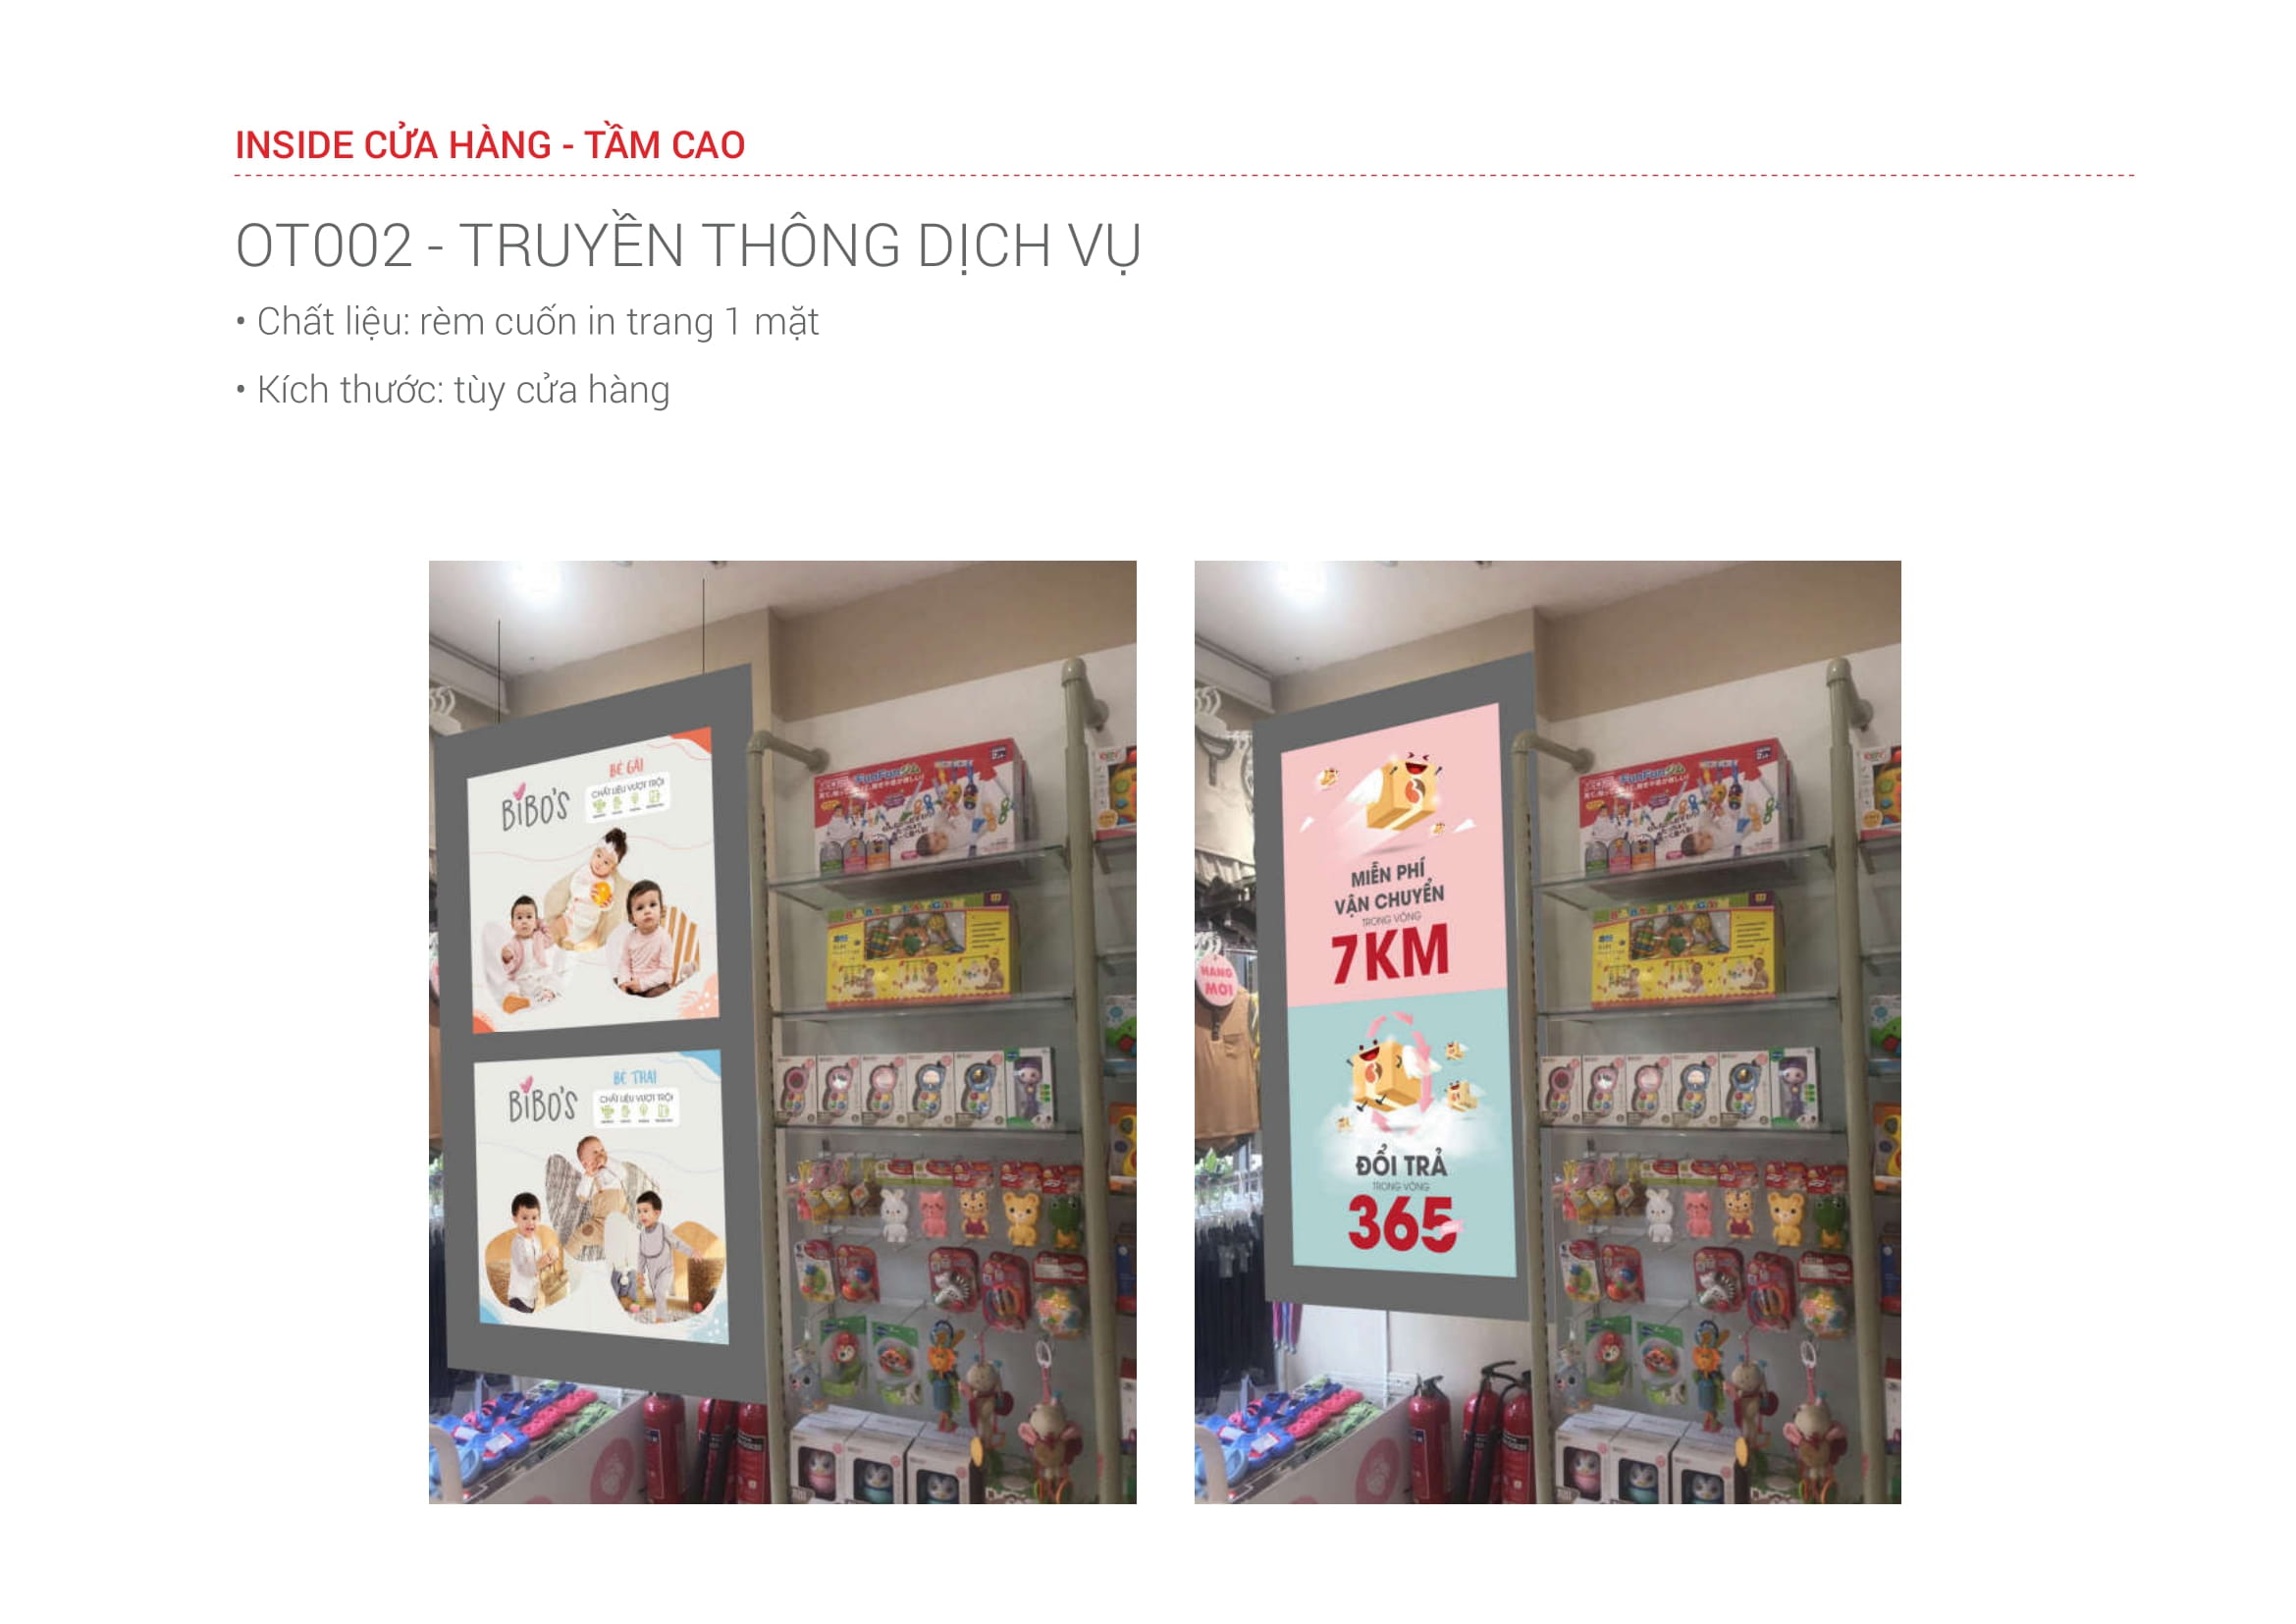 INSIDE CỬA HÀNG - TẦM CAO
OT002 - TRUYỀN THÔNG DỊCH VỤ
• Chất liệu: rèm cuốn in trang 1 mặt
• Kích thước: tùy cửa hàng
BiBO'S
BÉ GÁI
CHẤT LIỆU VƯỢT TRỘI
BiBO'S
BÉ TRAI
CHẤT LIỆU VƯỢT TRỘI
FunFun
HÀNG
MỚI
MIỄN PHÍ
VẬN CHUYỂN
TRONG VÒNG
7KM
ĐỔI TRẢ
TRONG VÒNG
365
FunFun